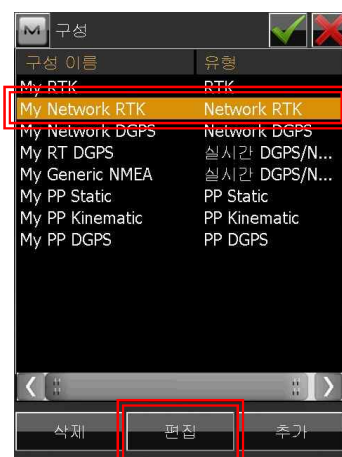 구성
구성 이름 유형
My RTK RTK
My Network RTK Network RTK
My Network DGPS Network DGPS
My RT DGPS 실시간 DGPS/N...
My Generic NMEA 실시간 DGPS/N...
My PP Static PP Static
My PP Kinematic PP Kinematic
My PP DGPS PP DGPS
삭제 편집 추가